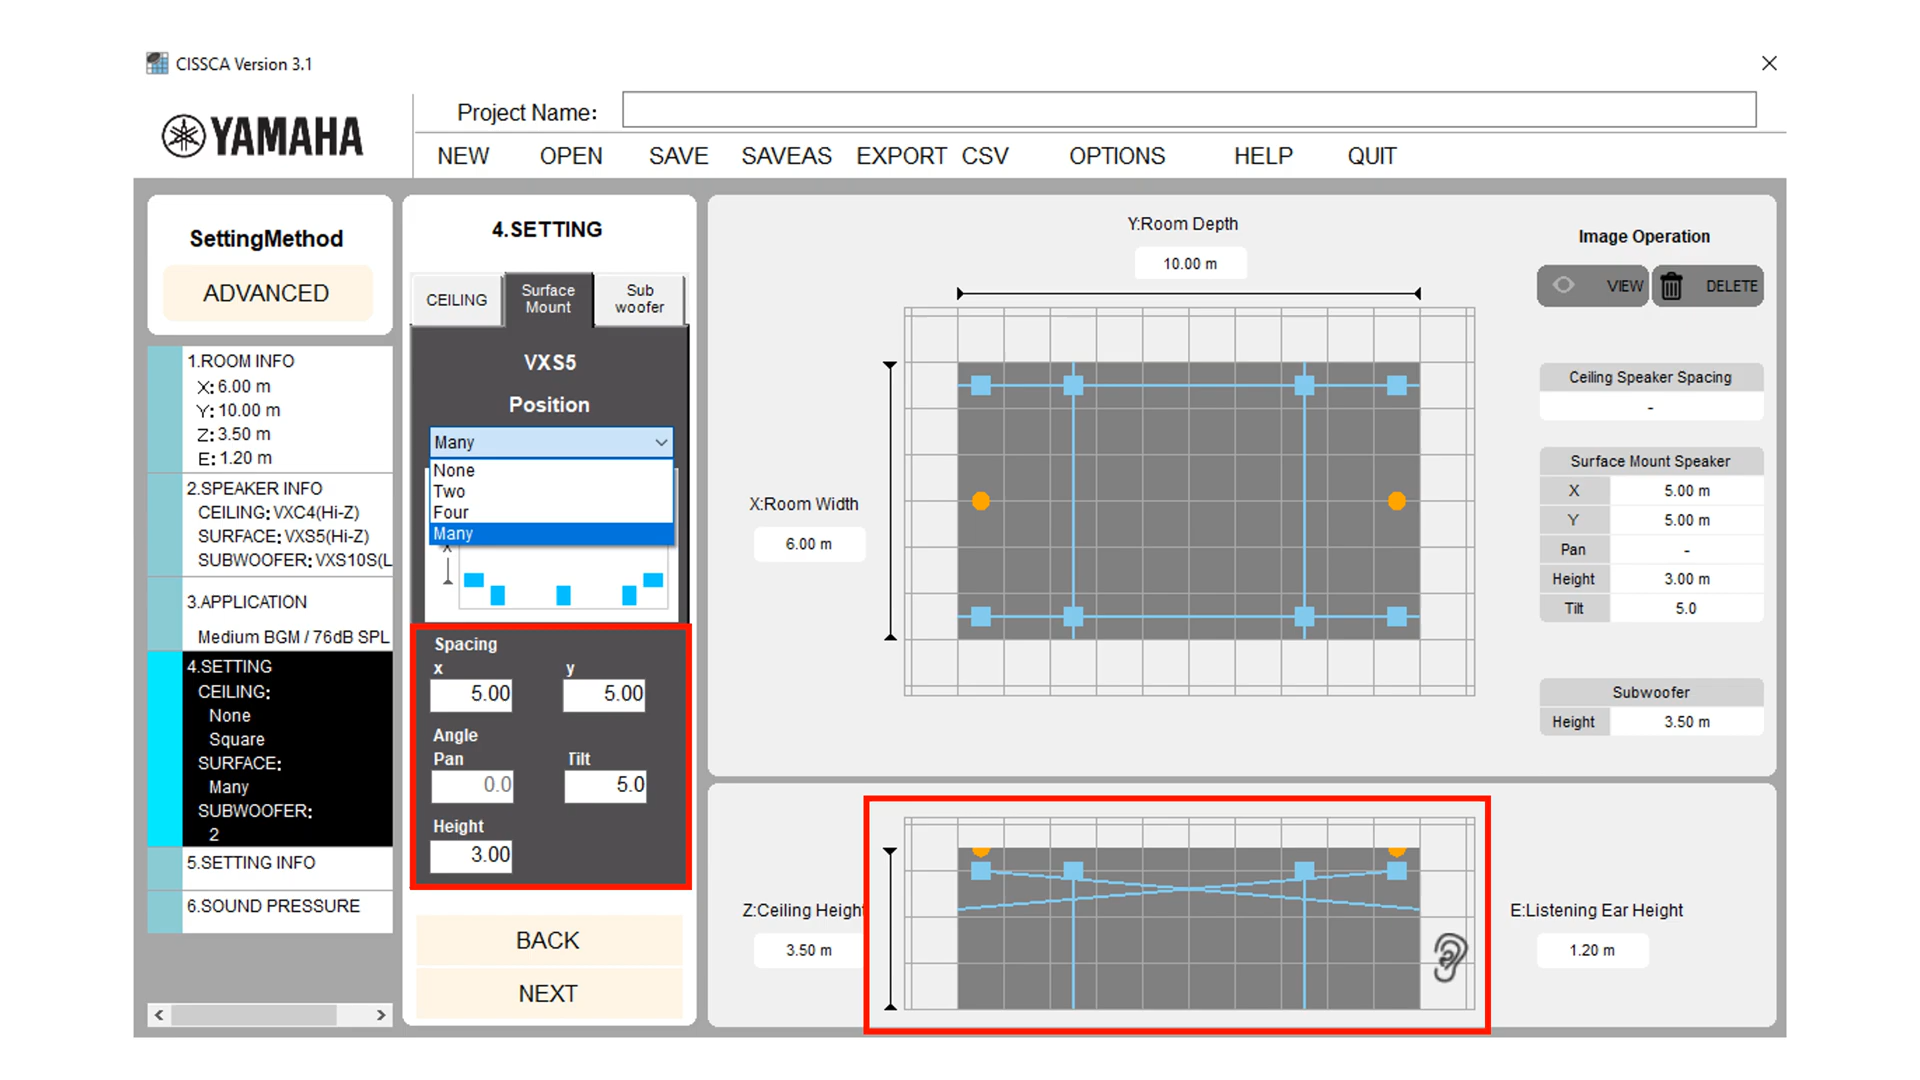 CISSCA Version 3.1
YAMAHA
Project Name:
NEW OPEN SAVE SAVEAS EXPORT CSV OPTIONS HELP QUIT
SettingMethod
ADVANCED
1.ROOM INFO
X: 6.00 m
Y: 10.00 m
Z: 3.50 m
E: 1.20 m
2.SPEAKER INFO
CEILING: VXC4(Hi-Z)
SURFACE: VXS5(Hi-Z)
SUBWOOFER: VXS10S(L
3.APPLICATION
Medium BGM / 76dB SPL
4.SETTING
CEILING:
None
Square
SURFACE:
Many
SUBWOOFER:
2
5.SETTING INFO
6.SOUND PRESSURE
4.SETTING
CEILING
Surface
Mount
Sub
woofer
VXS5
Position
Many
None
Two
Four
Many
X
Spacing
x y
5.00 5.00
Angle
Pan Tilt
0.0 5.0
Height
3.00
BACK
NEXT
Y:Room Depth
10.00 m
X:Room Width
6.00 m
Z:Ceiling Height
3.50 m
E:Listening Ear Height
1.20 m
Image Operation
VIEW DELETE
Ceiling Speaker Spacing
-
Surface Mount Speaker
X 5.00 m
Y 5.00 m
Pan -
Height 3.00 m
Tilt 5.0
Subwoofer
Height 3.50 m